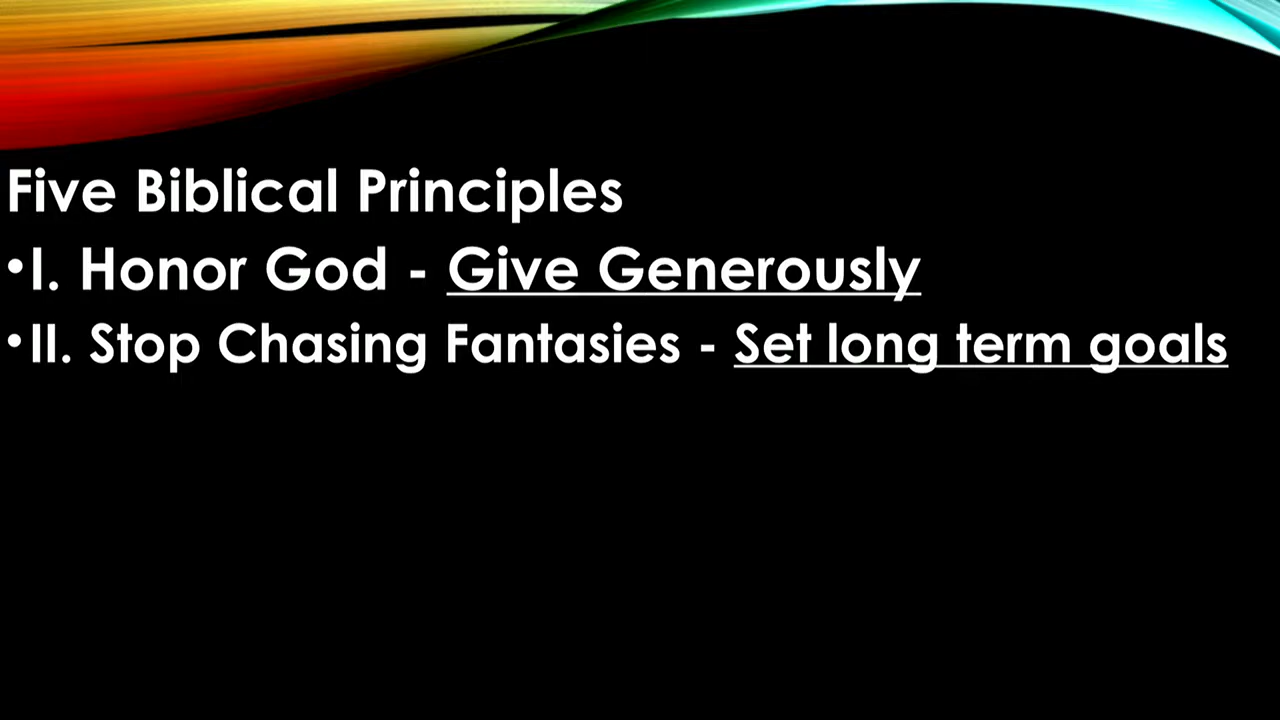 Five Biblical Principles
•I. Honor God - Give Generously
•II. Stop Chasing Fantasies - Set long term goals